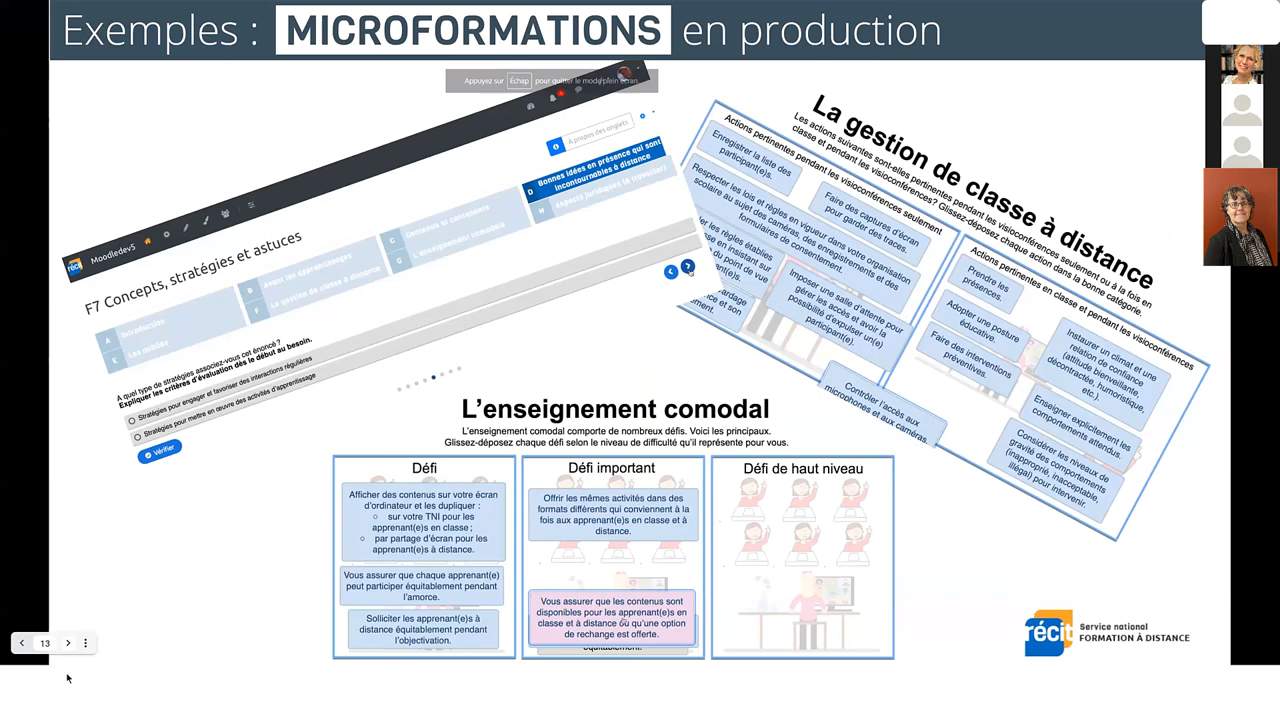 Exemples : MICROFORMATIONS en production
Appuyez sur Échap pour quitter le mode plein écran.
récit
Moodledev5
F7 Concepts, stratégies et astuces
À propos des onglets
A Introduction
B Avant les apprentissages
C Contenus et contenants
D Bonnes idées en présence qui sont
incontournables à distance
E Les oubliés
F La gestion de classe à distance
G L'enseignement comodal
H Aspects juridiques (à travailler)
À quel type de stratégies associez-vous cet énoncé ?
Expliquer les critères d'évaluation dès le début au besoin.
Stratégies pour engager et favoriser des interactions régulières
Stratégies pour mettre en œuvre des activités d'apprentissage
Vérifier
La gestion de classe à distance
Les actions suivantes sont-elles pertinentes pendant les visioconférences seulement ou à la fois en
classe et pendant les visioconférences? Glissez-déposez chaque action dans la bonne catégorie.
Actions pertinentes pendant les visioconférences seulement
Enregistrer la liste des
participant(e)s.
Faire des captures d'écran
pour garder des traces.
Respecter les lois et règles en vigueur dans votre organisation
scolaire au sujet des caméras, des enregistrements et des
formulaires de consentement.
les règles établies
en insistant sur
du point de vue
Imposer une salle d'attente pour
gérer les accès et avoir la
possibilité d'expulser un(e)
participant(e).
et son
Contrôler l'accès aux
microphones et aux caméras.
Actions pertinentes en classe et pendant les visioconférences
Prendre les
présences.
Adopter une posture
éducative.
Faire des interventions
préventives.
Instaurer un climat et une
relation de confiance
(attitude bienveillante,
décontractée, humoristique,
etc.).
Enseigner explicitement les
comportements attendus.
Considérer les niveaux de
gravité des comportements
(inapproprié, inacceptable,
illégal) pour intervenir.
L'enseignement comodal
L'enseignement comodal comporte de nombreux défis. Voici les principaux.
Glissez-déposez chaque défi selon le niveau de difficulté qu'il représente pour vous.
Défi
Afficher des contenus sur votre écran
d'ordinateur et les dupliquer :
○ sur votre TNI pour les
apprenant(e)s en classe ;
○ par partage d'écran pour les
apprenant(e)s à distance.
Vous assurer que chaque apprenant(e)
peut participer équitablement pendant
l'amorce.
Solliciter les apprenant(e)s à
distance équitablement pendant
l'objectivation.
Défi important
Offrir les mêmes activités dans des
formats différents qui conviennent à la
fois aux apprenant(e)s en classe et à
distance.
Vous assurer que les contenus sont
disponibles pour les apprenant(e)s en
classe et à distance ou qu'une option
de rechange est offerte.
équitablement.
Défi de haut niveau
13
récit
Service national
FORMATION À DISTANCE